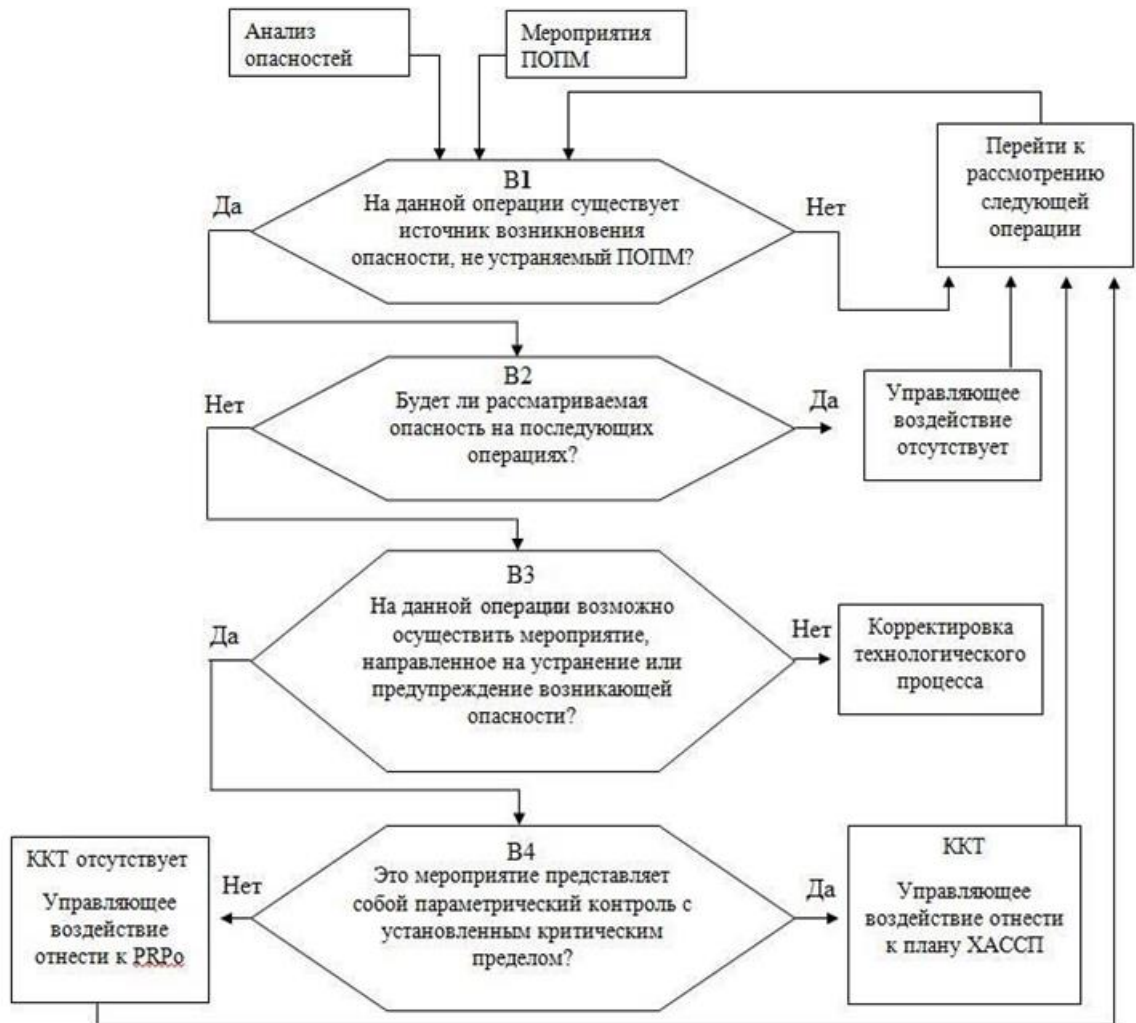 Анализ
опасностей
Мероприятия
ПОПМ
Перейти к
рассмотрению
следующей
операции
В1
На данной операции существует
источник возникновения
опасности, не устраняемый ПОПМ?
Да
Нет
В2
Будет ли рассматриваемая
опасность на последующих
операциях?
Нет
Да
Управляющее
воздействие
отсутствует
В3
На данной операции возможно
осуществить мероприятие,
направленное на устранение или
предупреждение возникающей
опасности?
Да
Нет
Корректировка
технологического
процесса
В4
Это мероприятие представляет
собой параметрический контроль с
установленным критическим
пределом?
Нет
Да
ККТ отсутствует
Управляющее
воздействие
отнести к PRPo
ККТ
Управляющее
воздействие отнести
к плану ХАССП